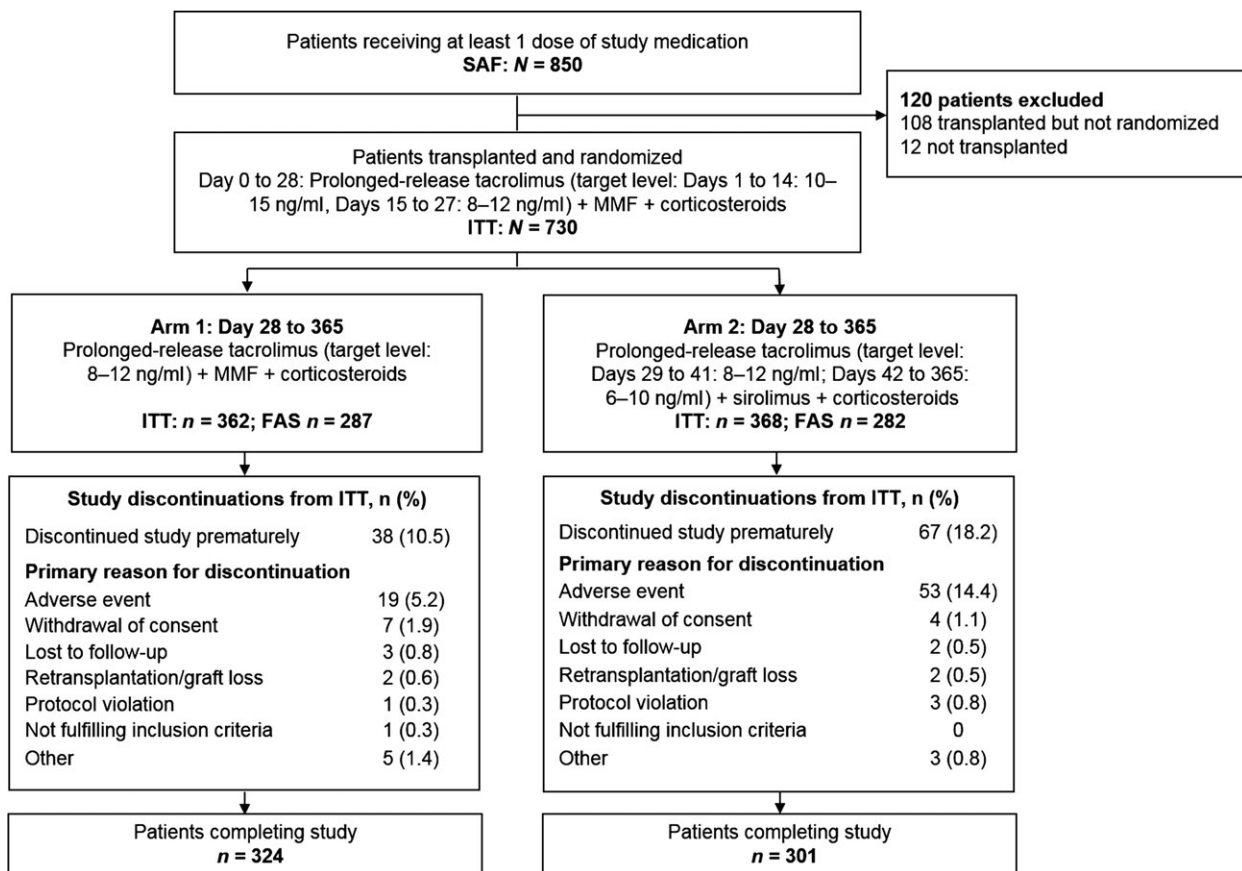 Patients receiving at least 1 dose of study medication
SAF: N = 850
120 patients excluded
108 transplanted but not randomized
12 not transplanted
Patients transplanted and randomized
Day 0 to 28: Prolonged-release tacrolimus (target level: Days 1 to 14: 10–
15 ng/ml, Days 15 to 27: 8–12 ng/ml) + MMF + corticosteroids
ITT: N = 730
Arm 1: Day 28 to 365
Prolonged-release tacrolimus (target level:
8–12 ng/ml) + MMF + corticosteroids
ITT: n = 362; FAS n = 287
Arm 2: Day 28 to 365
Prolonged-release tacrolimus (target level:
Days 29 to 41: 8–12 ng/ml; Days 42 to 365:
6–10 ng/ml) + sirolimus + corticosteroids
ITT: n = 368; FAS n = 282
Study discontinuations from ITT, n (%)
Discontinued study prematurely 38 (10.5)
Primary reason for discontinuation
Adverse event 19 (5.2)
Withdrawal of consent 7 (1.9)
Lost to follow-up 3 (0.8)
Retransplantation/graft loss 2 (0.6)
Protocol violation 1 (0.3)
Not fulfilling inclusion criteria 1 (0.3)
Other 5 (1.4)
Study discontinuations from ITT, n (%)
Discontinued study prematurely 67 (18.2)
Primary reason for discontinuation
Adverse event 53 (14.4)
Withdrawal of consent 4 (1.1)
Lost to follow-up 2 (0.5)
Retransplantation/graft loss 2 (0.5)
Protocol violation 3 (0.8)
Not fulfilling inclusion criteria 0
Other 3 (0.8)
Patients completing study
n = 324
Patients completing study
n = 301